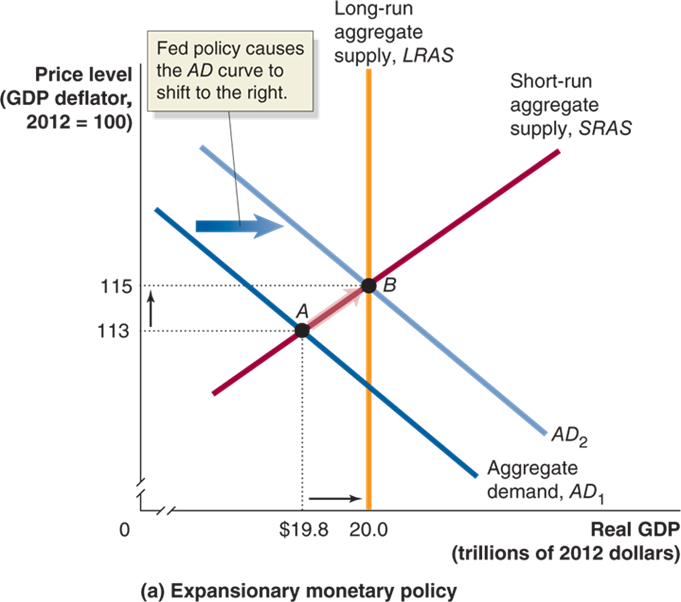 Long-run
aggregate
supply, LRAS
Fed policy causes
the AD curve to
shift to the right.
Price level
(GDP deflator,
2012 = 100)
Short-run
aggregate
supply, SRAS
115
B
A
113
AD2
Aggregate
demand, AD1
0
$19.8
20.0
Real GDP
(trillions of 2012 dollars)
(a) Expansionary monetary policy